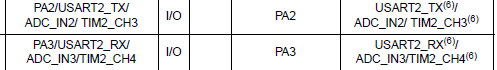 PA2/USART2_TX/
ADC_IN2/ TIM2_CH3
I/O
PA2
USART2_TX(6)/
ADC_IN2/ TIM2_CH3(6)
PA3/USART2_RX/
ADC_IN3/TIM2_CH4
I/O
PA3
USART2_RX(6)/
ADC_IN3/TIM2_CH4(6)